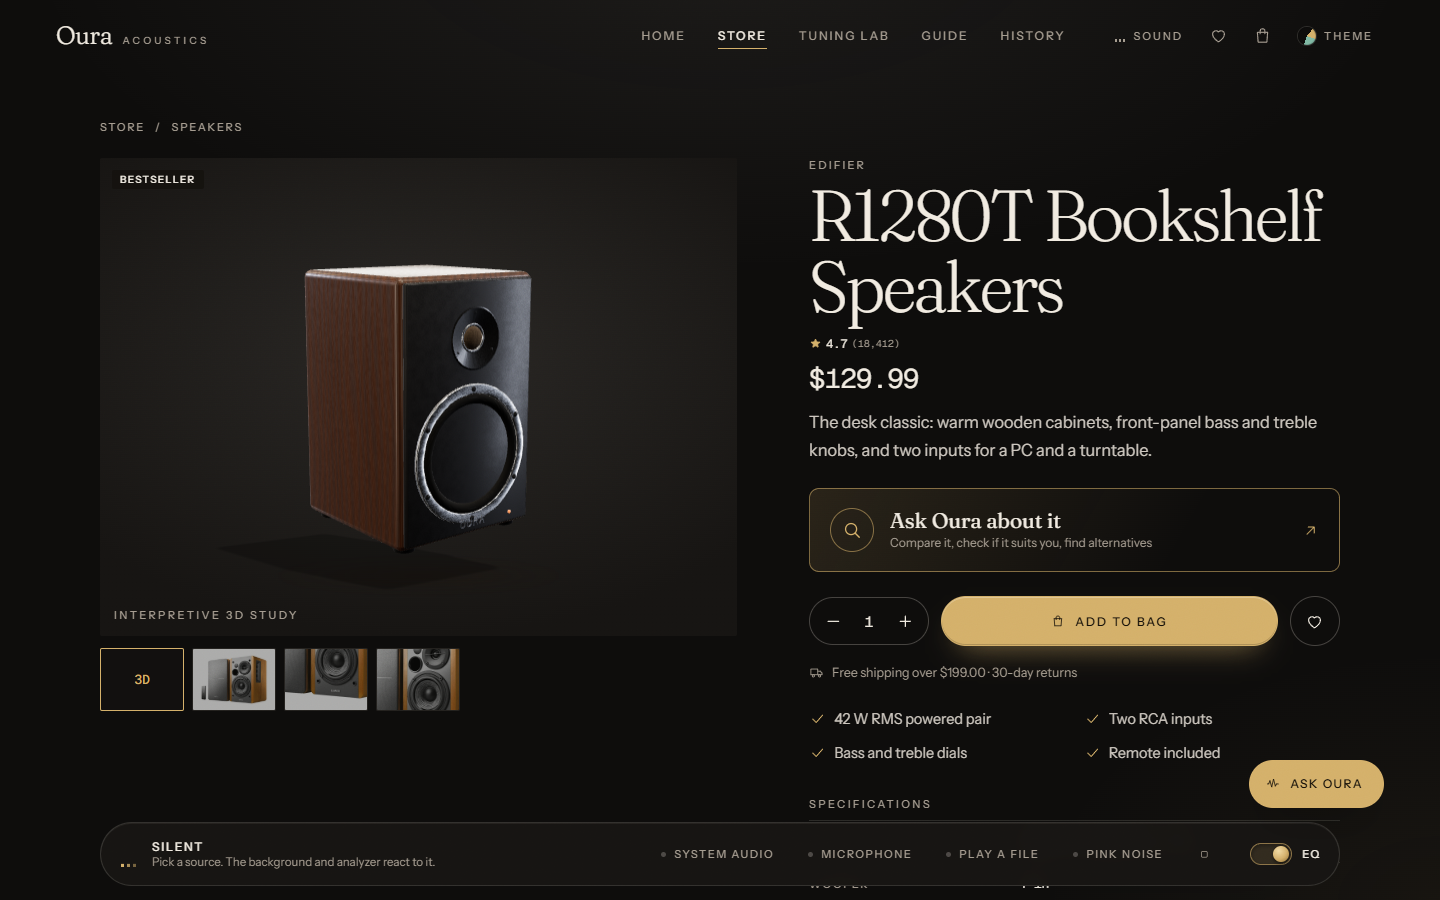 Oura ACOUSTICS
HOME STORE TUNING LAB GUIDE HISTORY SOUND THEME
STORE / SPEAKERS
BESTSELLER
INTERPRETIVE 3D STUDY
3D
EDIFIER
R1280T Bookshelf
Speakers
4.7 (18,412)
$129.99
The desk classic: warm wooden cabinets, front-panel bass and treble
knobs, and two inputs for a PC and a turntable.
Ask Oura about it
Compare it, check if it suits you, find alternatives
1
ADD TO BAG
Free shipping over $199.00 · 30-day returns
42 W RMS powered pair
Two RCA inputs
Bass and treble dials
Remote included
ASK OURA
SPECIFICATIONS
SILENT
Pick a source. The background and analyzer react to it.
SYSTEM AUDIO MICROPHONE PLAY A FILE PINK NOISE EQ